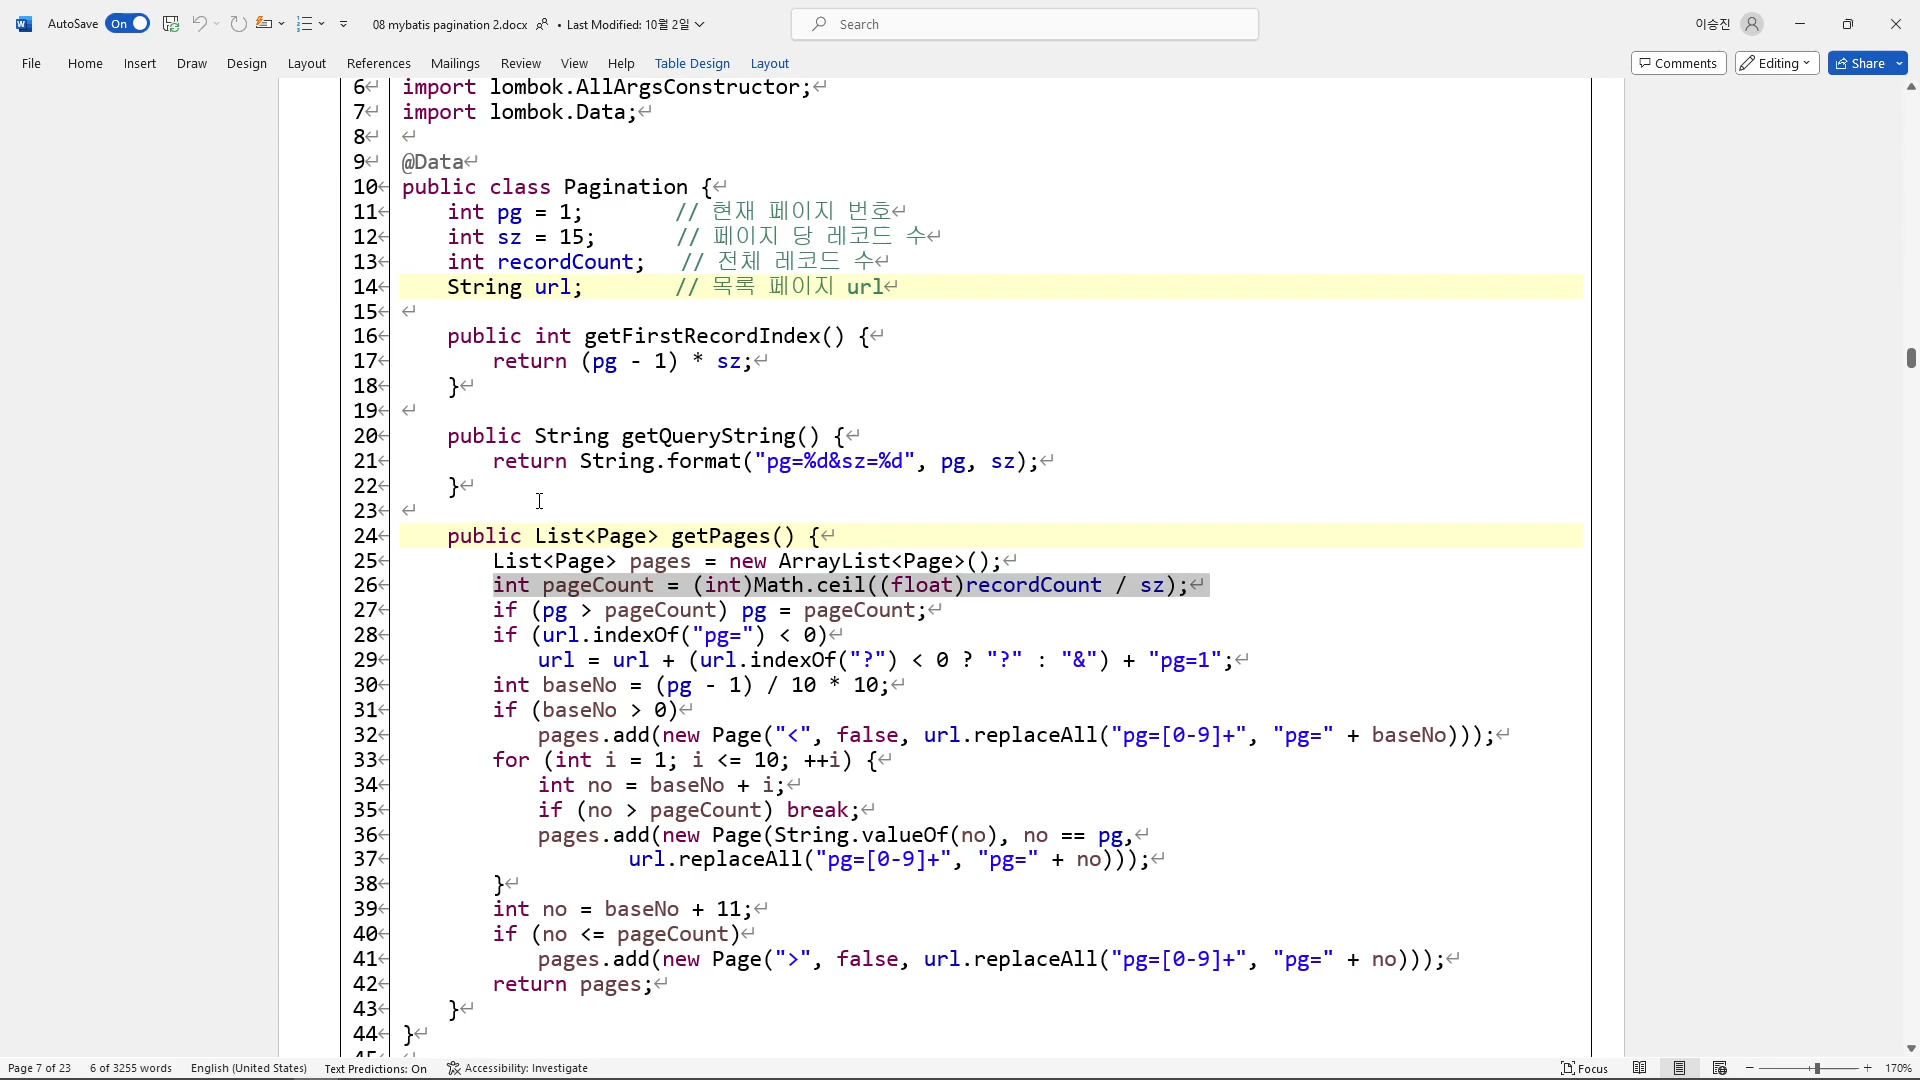 AutoSave On 08 mybatis pagination 2.docx • Last Modified: 10월 2일 Search 이승진
File Home Insert Draw Design Layout References Mailings Review View Help Table Design Layout Comments Editing Share
6 import lombok.AllArgsConstructor;
7 import lombok.Data;
8
9 @Data
10 public class Pagination {
11 int pg = 1; // 현재 페이지 번호
12 int sz = 15; // 페이지 당 레코드 수
13 int recordCount; // 전체 레코드 수
14 String url; // 목록 페이지 url
15
16 public int getFirstRecordIndex() {
17 return (pg - 1) * sz;
18 }
19
20 public String getQueryString() {
21 return String.format("pg=%d&sz=%d", pg, sz);
22 }
23
24 public List<Page> getPages() {
25 List<Page> pages = new ArrayList<Page>();
26 int pageCount = (int)Math.ceil((float)recordCount / sz);
27 if (pg > pageCount) pg = pageCount;
28 if (url.indexOf("pg=") < 0)
29 url = url + (url.indexOf("?") < 0 ? "?" : "&") + "pg=1";
30 int baseNo = (pg - 1) / 10 * 10;
31 if (baseNo > 0)
32 pages.add(new Page("<", false, url.replaceAll("pg=[0-9]+", "pg=" + baseNo)));
33 for (int i = 1; i <= 10; ++i) {
34 int no = baseNo + i;
35 if (no > pageCount) break;
36 pages.add(new Page(String.valueOf(no), no == pg,
37 url.replaceAll("pg=[0-9]+", "pg=" + no)));
38 }
39 int no = baseNo + 11;
40 if (no <= pageCount)
41 pages.add(new Page(">", false, url.replaceAll("pg=[0-9]+", "pg=" + no)));
42 return pages;
43 }
44 }
45
Page 7 of 23 6 of 3255 words English (United States) Text Predictions: On Accessibility: Investigate Focus 170%